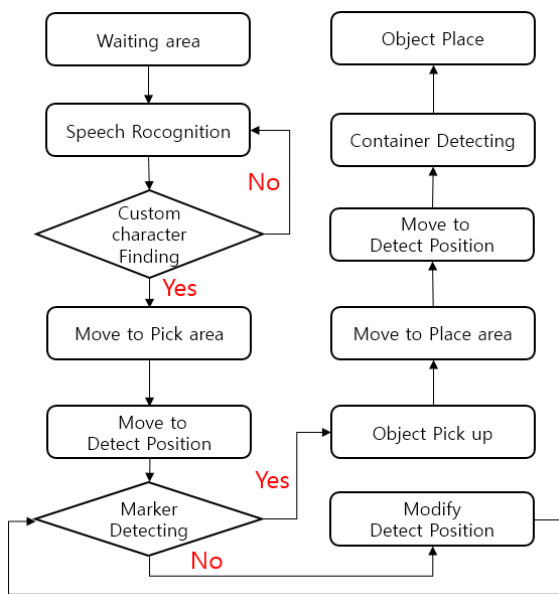 Waiting area
Speech Rocognition
No
Custom
character
Finding
Yes
Move to Pick area
Move to
Detect Position
Marker
Detecting
Yes
No
Modify
Detect Position
Object Pick up
Move to Place area
Move to
Detect Position
Container Detecting
Object Place